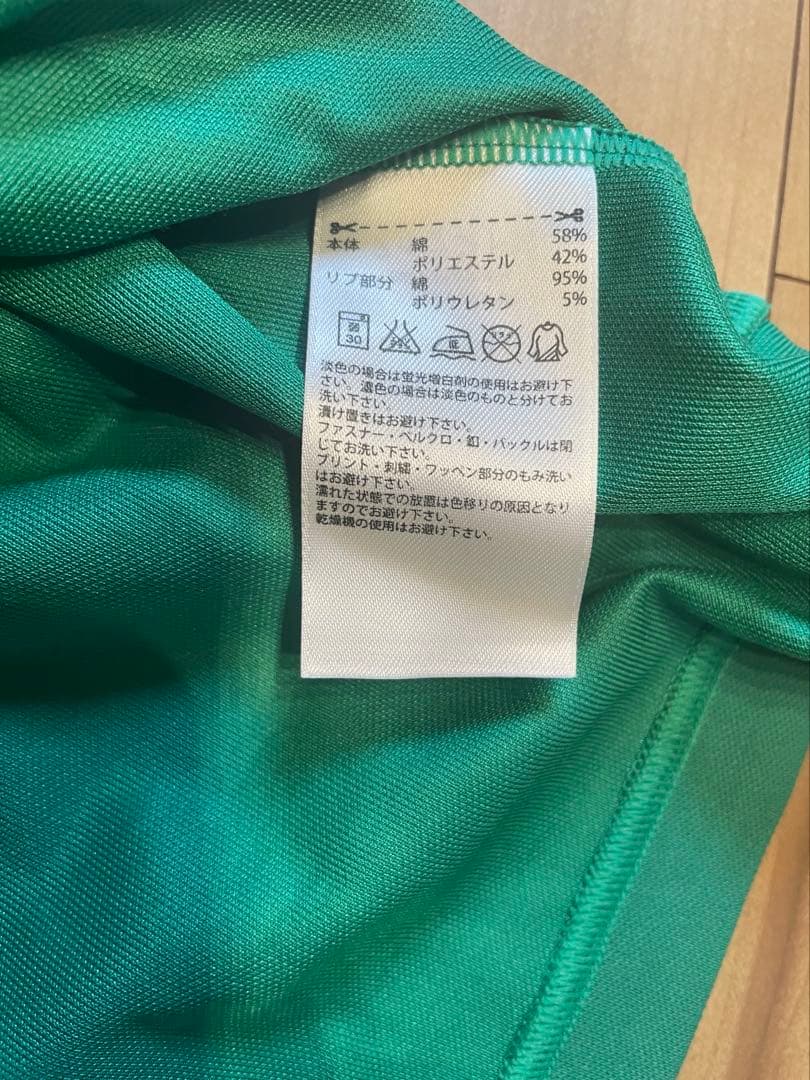 本体 綿 58%
ポリエステル 42%
リブ部分 綿 95%
ポリウレタン 5%
30 低
淡色の場合は蛍光増白剤の使用はお避け下
さい。濃色の場合は淡色のものと分けてお
洗い下さい。
漬け置きはお避け下さい。
ファスナー・ベルクロ・釦・バックルは閉
じてお洗い下さい。
プリント・刺繍・ワッペン部分のもみ洗い
はお避け下さい。
濡れた状態での放置は色移りの原因となり
ますのでお避け下さい。
乾燥機の使用はお避け下さい。